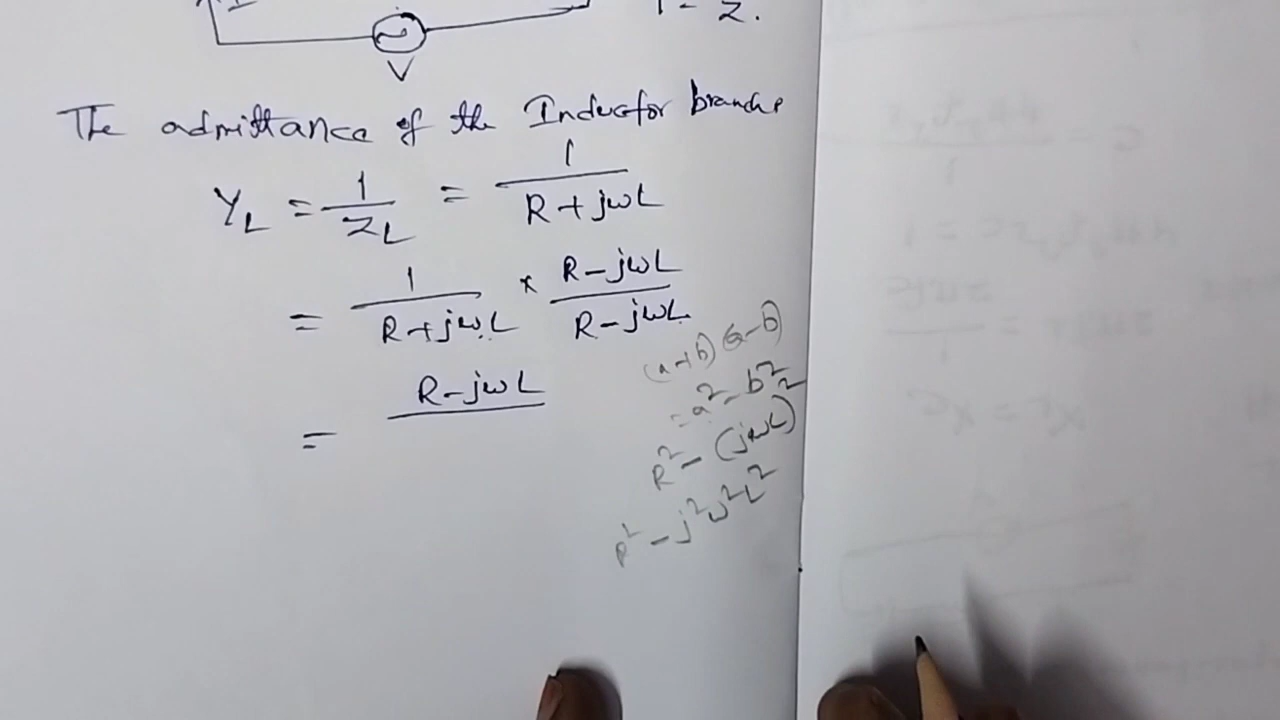 V
The admittance of the Inductor branche
Y_L = 1/Z_L = 1/(R + jωL)
= 1/(R + jωL) × (R - jωL)/(R - jωL)
(a+b)(a-b)
= a² - b²
= R - jωL
R² - (jωL)²
R² - j²ω²L²